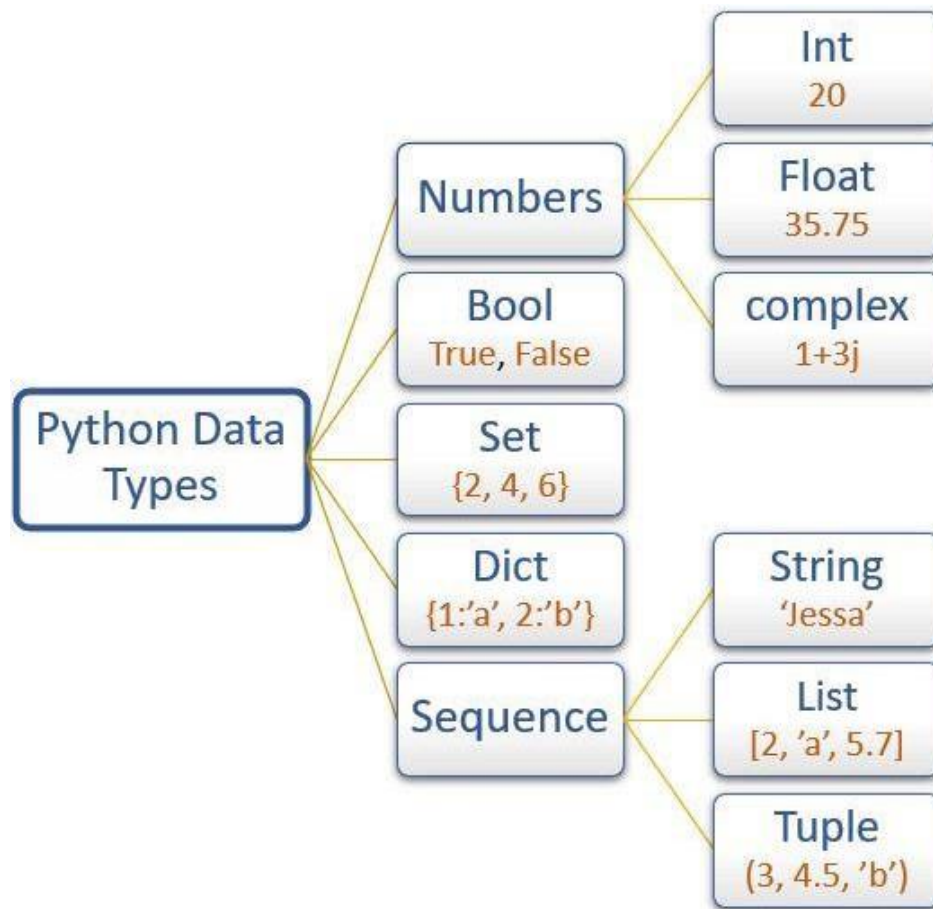 Python Data
Types
Numbers
Int
20
Float
35.75
complex
1+3j
Bool
True, False
Set
{2, 4, 6}
Dict
{1:’a’, 2:’b’}
Sequence
String
‘Jessa’
List
[2, ’a’, 5.7]
Tuple
(3, 4.5, ’b’)